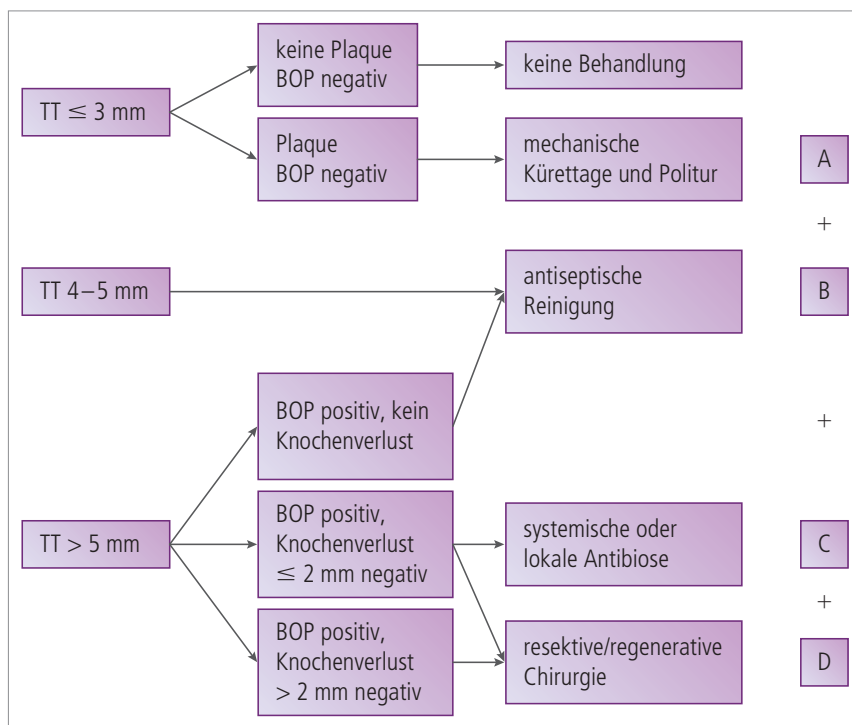 keine Plaque
BOP negativ
keine Behandlung
TT ≤ 3 mm
Plaque
BOP negativ
mechanische
Kürettage und Politur
A
+
TT 4–5 mm
antiseptische
Reinigung
B
BOP positiv, kein
Knochenverlust
+
TT > 5 mm
BOP positiv,
Knochenverlust
≤ 2 mm negativ
systemische oder
lokale Antibiose
C
+
BOP positiv,
Knochenverlust
> 2 mm negativ
resektive/regenerative
Chirurgie
D